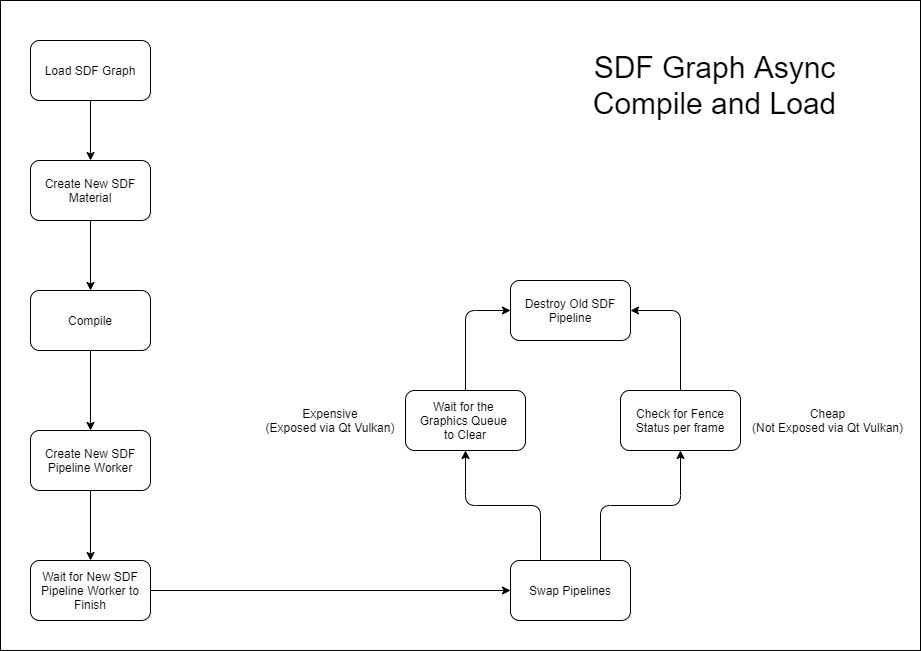 SDF Graph Async
Compile and Load
Load SDF Graph
Create New SDF
Material
Compile
Create New SDF
Pipeline Worker
Wait for New SDF
Pipeline Worker to
Finish
Swap Pipelines
Expensive
(Exposed via Qt Vulkan)
Wait for the
Graphics Queue
to Clear
Check for Fence
Status per frame
Cheap
(Not Exposed via Qt Vulkan)
Destroy Old SDF
Pipeline